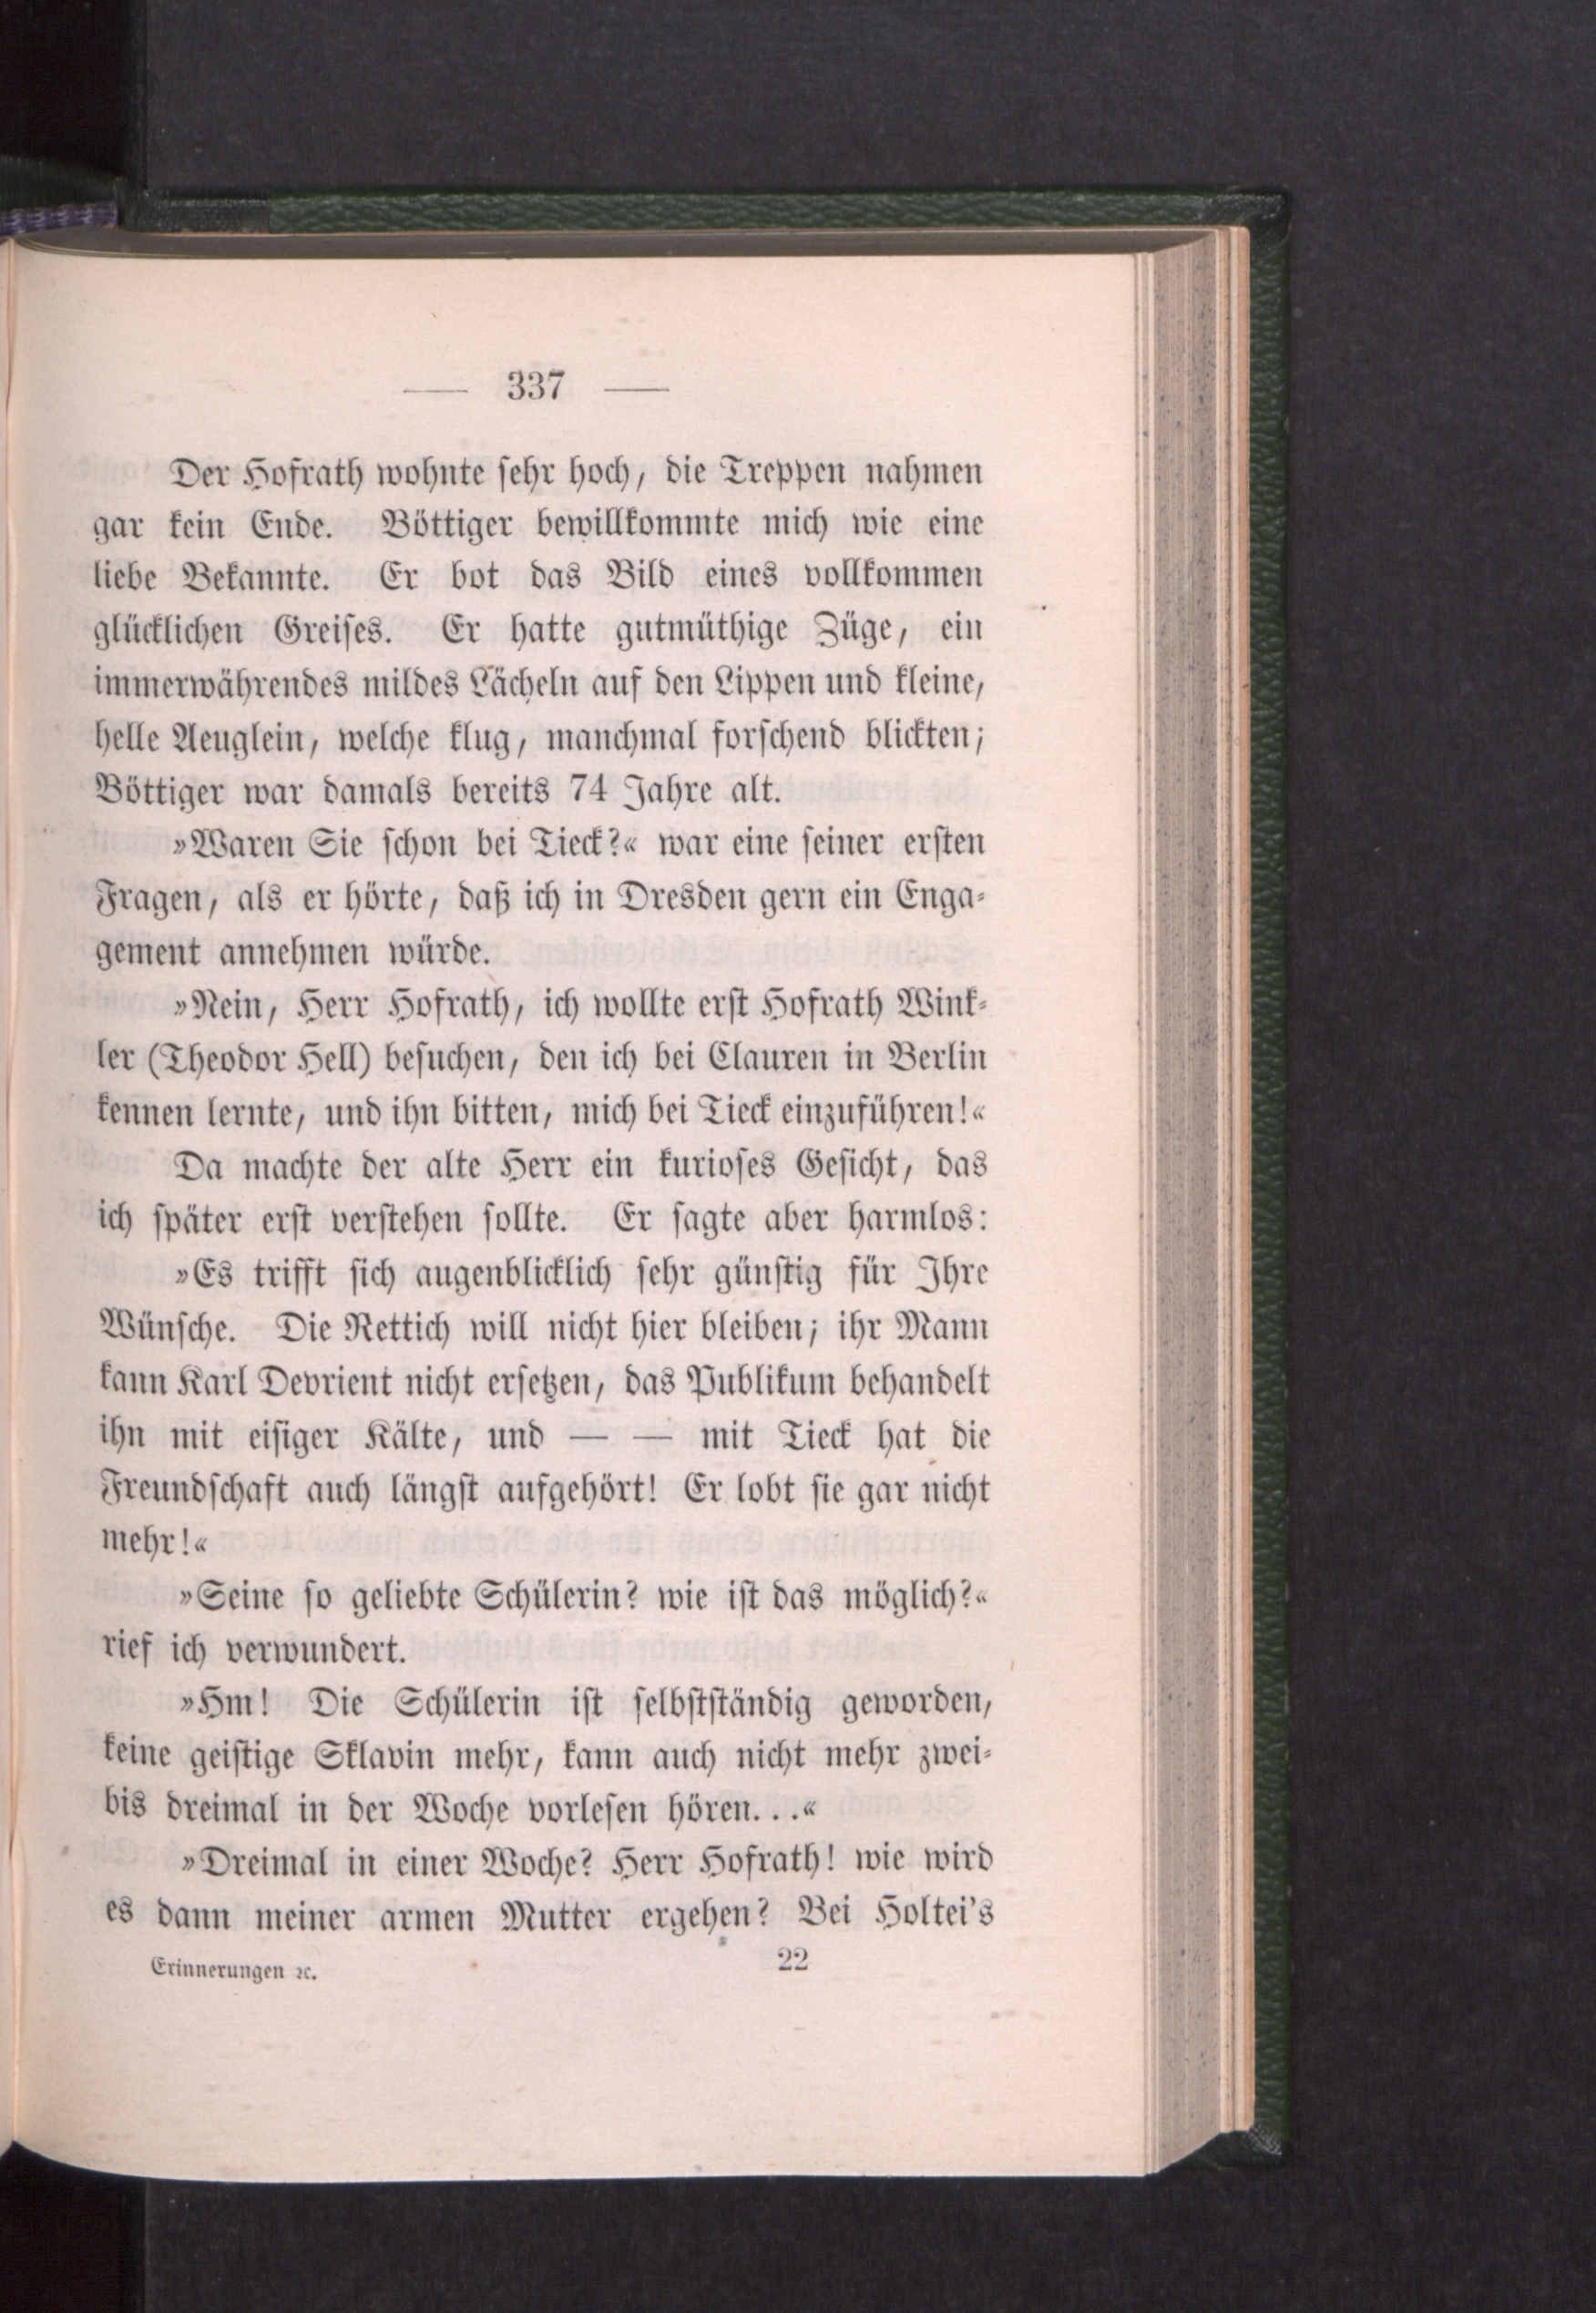 — 337 —
Der Hofrath wohnte sehr hoch, die Treppen nahmen
gar kein Ende. Böttiger bewillkommte mich wie eine
liebe Bekannte. Er bot das Bild eines vollkommen
glücklichen Greises. Er hatte gutmüthige Züge, ein
immerwährendes mildes Lächeln auf den Lippen und kleine,
helle Aeuglein, welche klug, manchmal forschend blickten;
Böttiger war damals bereits 74 Jahre alt.
»Waren Sie schon bei Tieck?« war eine seiner ersten
Fragen, als er hörte, daß ich in Dresden gern ein Enga-
gement annehmen würde.
»Nein, Herr Hofrath, ich wollte erst Hofrath Wink-
ler (Theodor Hell) besuchen, den ich bei Clauren in Berlin
kennen lernte, und ihn bitten, mich bei Tieck einzuführen!«
Da machte der alte Herr ein kurioses Gesicht, das
ich später erst verstehen sollte. Er sagte aber harmlos:
»Es trifft sich augenblicklich sehr günstig für Ihre
Wünsche. Die Rettich will nicht hier bleiben; ihr Mann
kann Karl Devrient nicht ersetzen, das Publikum behandelt
ihn mit eisiger Kälte, und — — mit Tieck hat die
Freundschaft auch längst aufgehört! Er lobt sie gar nicht
mehr!«
»Seine so geliebte Schülerin? wie ist das möglich?«
rief ich verwundert.
»Hm! Die Schülerin ist selbstständig geworden,
keine geistige Sklavin mehr, kann auch nicht mehr zwei-
bis dreimal in der Woche vorlesen hören...«
»Dreimal in einer Woche? Herr Hofrath! wie wird
es dann meiner armen Mutter ergehen? Bei Holtei's
Erinnerungen ꝛc. 22